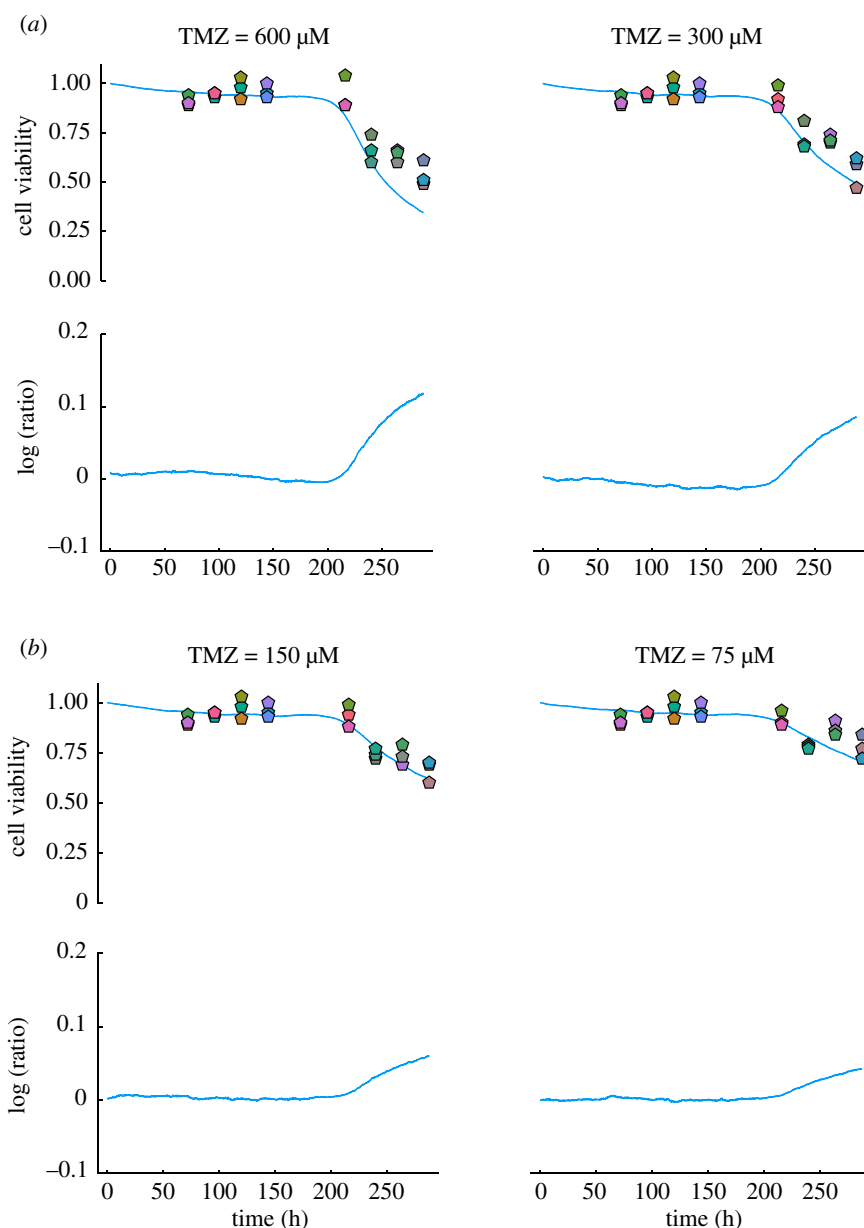 (a)
TMZ = 600 µM
TMZ = 300 µM
1.00
0.75
0.50
0.25
0.00
cell viability
0.2
0.1
0
–0.1
log (ratio)
0 50 100 150 200 250
0 50 100 150 200 250
(b)
TMZ = 150 µM
TMZ = 75 µM
1.00
0.75
0.50
0.25
0
cell viability
0.2
0.1
0
–0.1
log (ratio)
0 50 100 150 200 250
0 50 100 150 200 250
time (h)
time (h)